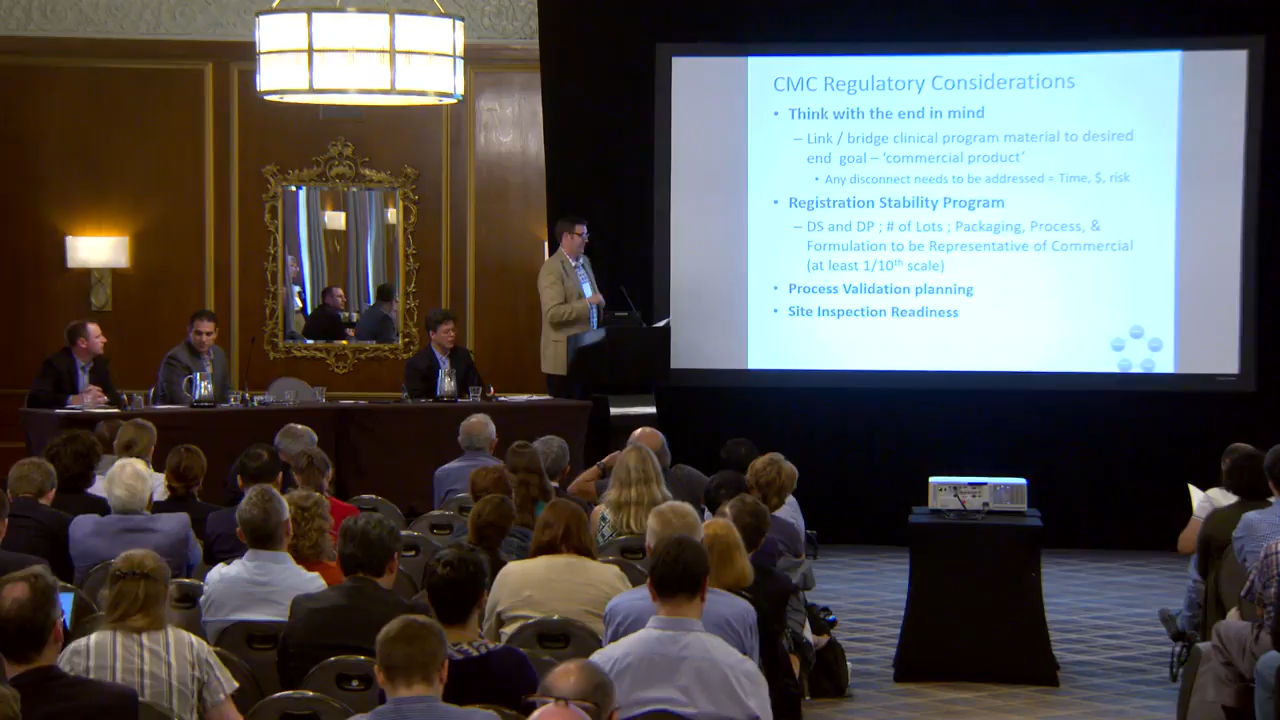 CMC Regulatory Considerations
• Think with the end in mind
– Link / bridge clinical program material to desired
end goal – 'commercial product'
• Any disconnect needs to be addressed = Time, $, risk
• Registration Stability Program
– DS and DP ; # of Lots ; Packaging, Process, &
Formulation to be Representative of Commercial
(at least 1/10th scale)
• Process Validation planning
• Site Inspection Readiness